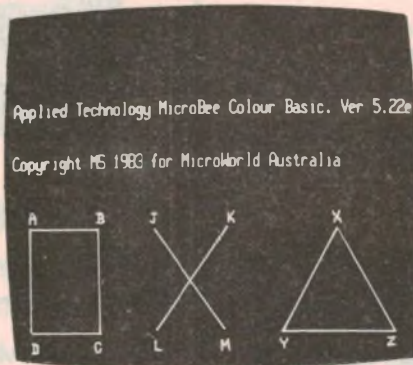 Applied Technology MicroBee Colour Basic. Ver 5.22e
Copyright MS 1983 for MicroWorld Australia
A B J K X
D C L M Y Z